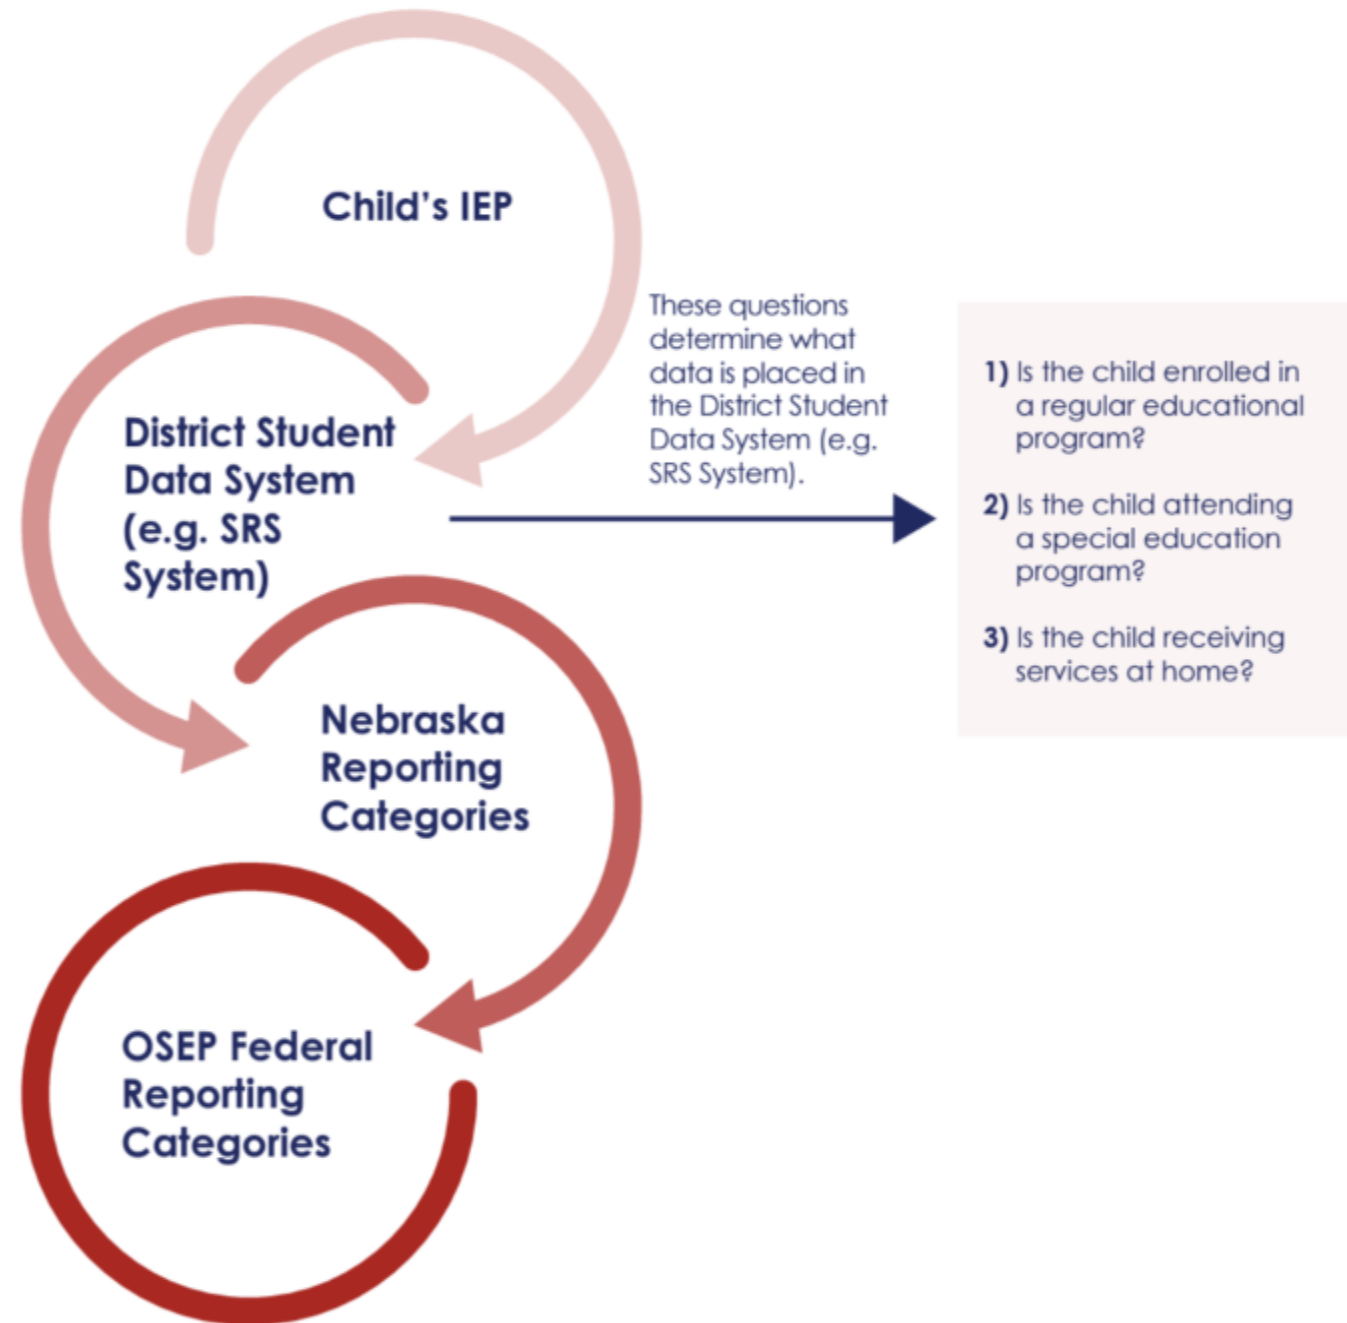 Child's IEP
These questions
determine what
data is placed in
the District Student
Data System (e.g.
SRS System).
District Student
Data System
(e.g. SRS
System)
1) Is the child enrolled in
a regular educational
program?
2) Is the child attending
a special education
program?
3) Is the child receiving
services at home?
Nebraska
Reporting
Categories
OSEP Federal
Reporting
Categories